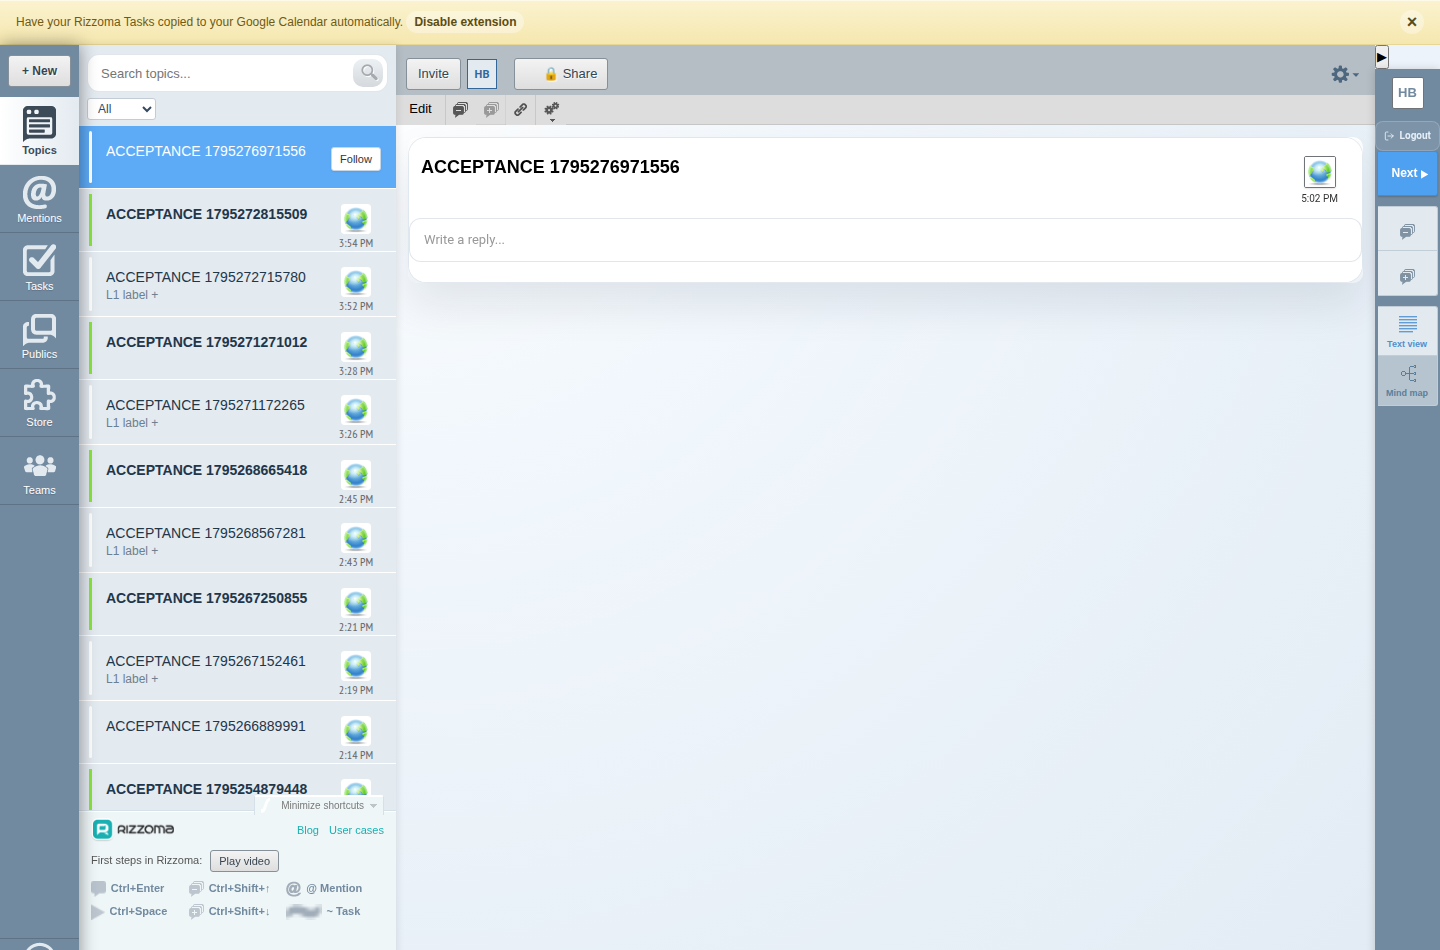 Have your Rizzoma Tasks copied to your Google Calendar automatically. Disable extension
+ New
Topics
Mentions
Tasks
Publics
Store
Teams
Search topics...
All
ACCEPTANCE 1795276971556
Follow
ACCEPTANCE 1795272815509
3:54 PM
ACCEPTANCE 1795272715780
L1 label +
3:52 PM
ACCEPTANCE 1795271271012
3:28 PM
ACCEPTANCE 1795271172265
L1 label +
3:26 PM
ACCEPTANCE 1795268665418
2:45 PM
ACCEPTANCE 1795268567281
L1 label +
2:43 PM
ACCEPTANCE 1795267250855
2:21 PM
ACCEPTANCE 1795267152461
L1 label +
2:19 PM
ACCEPTANCE 1795266889991
2:14 PM
ACCEPTANCE 1795254879448
Minimize shortcuts
RIZZOMA
Blog User cases
First steps in Rizzoma: Play video
Ctrl+Enter Ctrl+Shift+↑ @ Mention
Ctrl+Space Ctrl+Shift+↓ ~ Task
Invite HB Share
Edit
ACCEPTANCE 1795276971556
5:02 PM
Write a reply...
HB
Logout
Next
Text view
Mind map